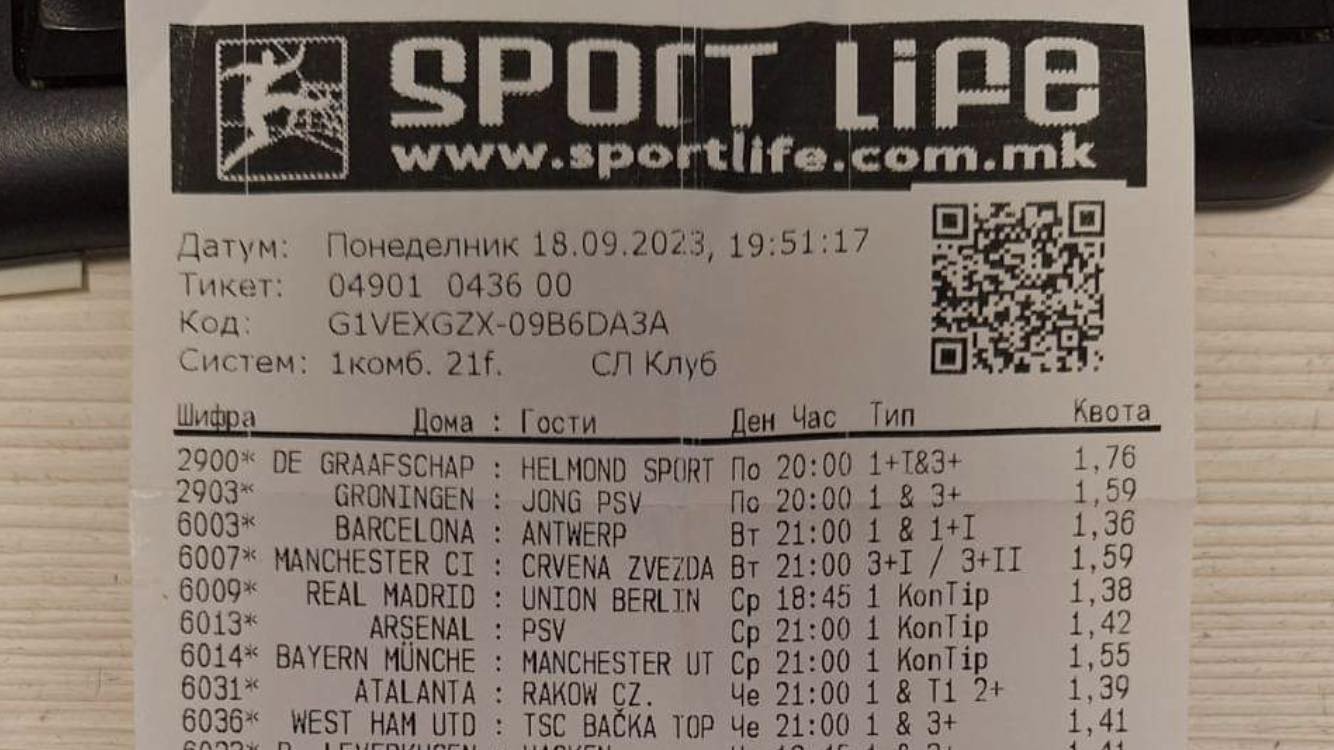 SPORT LIFE
www.sportlife.com.mk
Датум: Понеделник 18.09.2023, 19:51:17
Тикет: 04901 0436 00
Код: G1VEXGZX-09B6DA3A
Систем: 1комб. 21f. СЛ Клуб
Шифра Дома : Гости Ден Час Тип Квота
2900* DE GRAAFSCHAP : HELMOND SPORT По 20:00 1+I&3+ 1,76
2903* GRONINGEN : JONG PSV По 20:00 1 & 3+ 1,59
6003* BARCELONA : ANTWERP Вт 21:00 1 & 1+I 1,36
6007* MANCHESTER CI : CRVENA ZVEZDA Вт 21:00 3+I / 3+II 1,59
6009* REAL MADRID : UNION BERLIN Ср 18:45 1 KonTip 1,38
6013* ARSENAL : PSV Ср 21:00 1 KonTip 1,42
6014* BAYERN MÜNCHE : MANCHESTER UT Ср 21:00 1 KonTip 1,55
6031* ATALANTA : RAKOW CZ. Че 21:00 1 & T1 2+ 1,39
6036* WEST HAM UTD : TSC BAČKA TOP Че 21:00 1 & 3+ 1,41